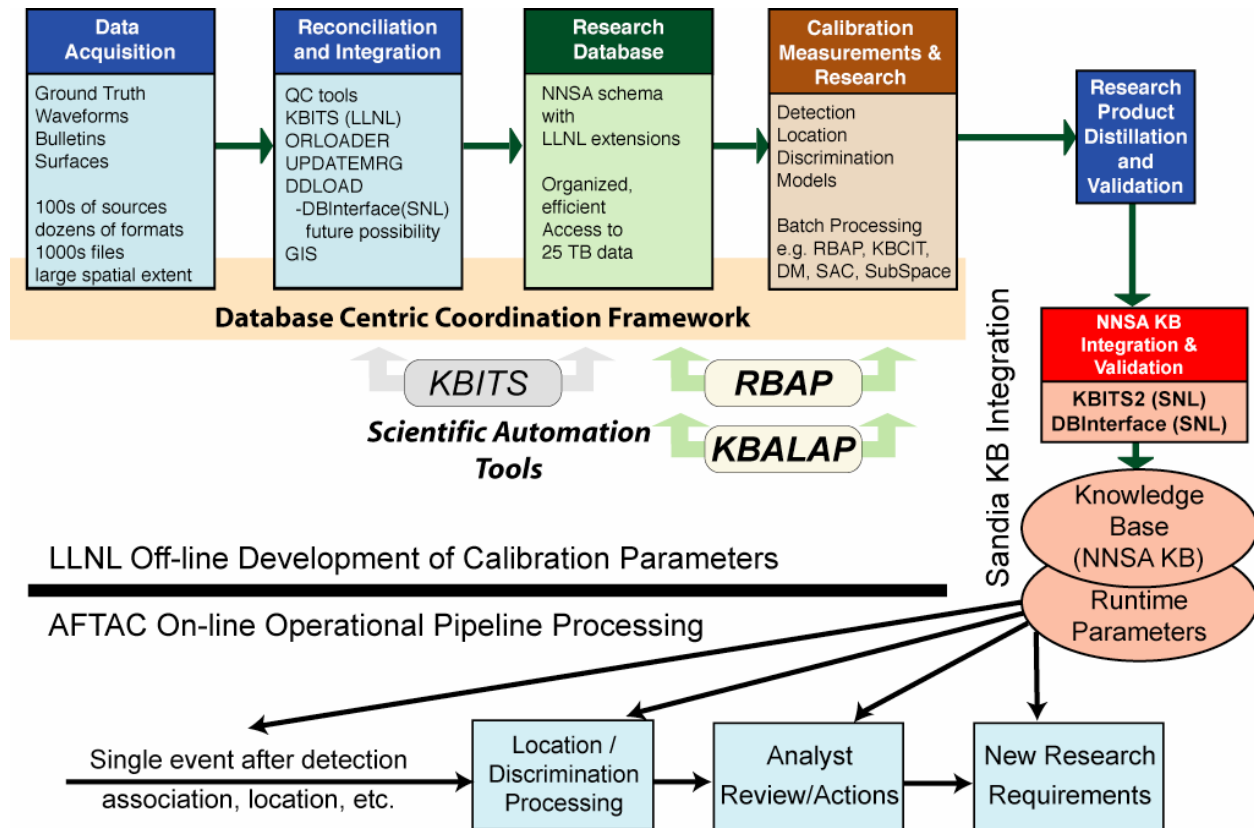 Data
Acquisition
Ground Truth
Waveforms
Bulletins
Surfaces
100s of sources
dozens of formats
1000s files
large spatial extent
Reconciliation
and Integration
QC tools
KBITS (LLNL)
ORLOADER
UPDATEMRG
DDLOAD
-DBInterface(SNL)
future possibility
GIS
Research
Database
NNSA schema
with
LLNL extensions
Organized,
efficient
Access to
25 TB data
Calibration
Measurements &
Research
Detection
Location
Discrimination
Models
Batch Processing
e.g. RBAP, KBCIT,
DM, SAC, SubSpace
Research
Product
Distillation
and
Validation
Database Centric Coordination Framework
KBITS
Scientific Automation
Tools
RBAP
KBALAP
Sandia KB Integration
NNSA KB
Integration &
Validation
KBITS2 (SNL)
DBInterface (SNL)
Knowledge
Base
(NNSA KB)
Runtime
Parameters
LLNL Off-line Development of Calibration Parameters
AFTAC On-line Operational Pipeline Processing
Single event after detection
association, location, etc.
Location /
Discrimination
Processing
Analyst
Review/Actions
New Research
Requirements